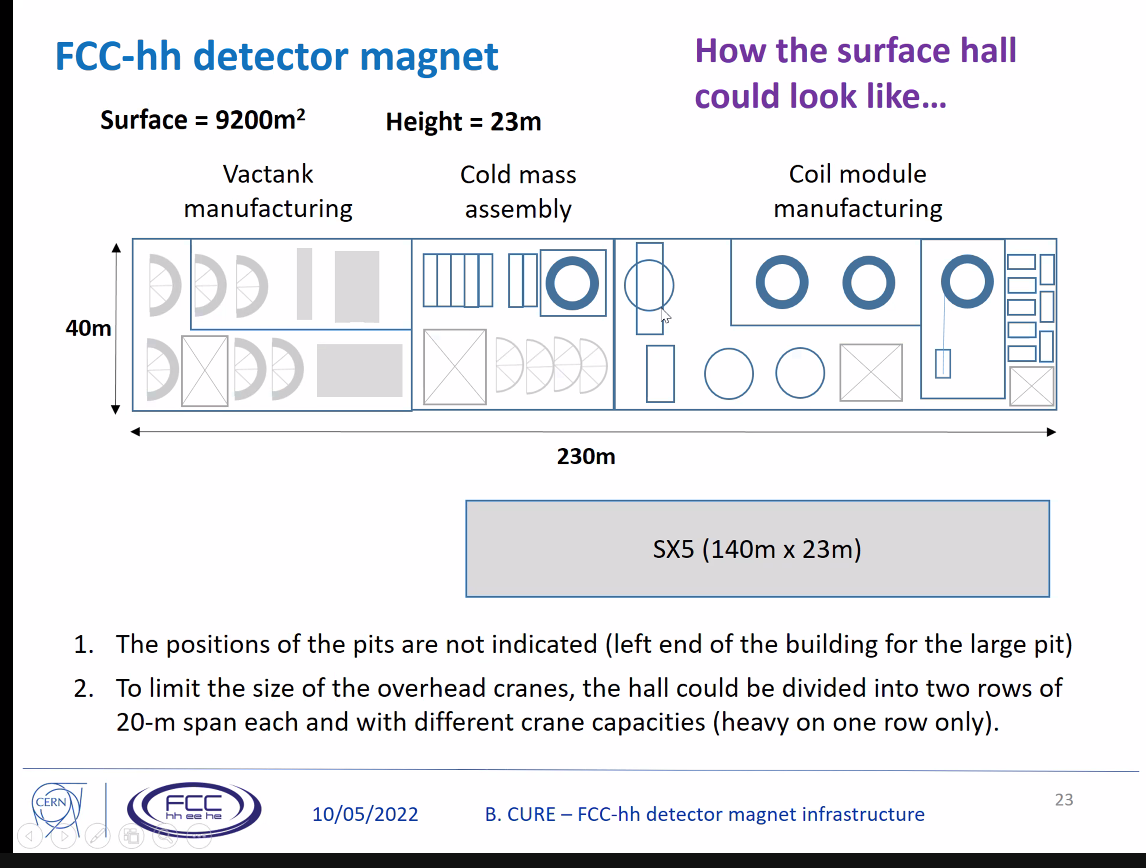 FCC-hh detector magnet
How the surface hall
could look like…
Surface = 9200m²
Height = 23m
Vactank
manufacturing
Cold mass
assembly
Coil module
manufacturing
40m
230m
SX5 (140m x 23m)
1. The positions of the pits are not indicated (left end of the building for the large pit)
2. To limit the size of the overhead cranes, the hall could be divided into two rows of
20-m span each and with different crane capacities (heavy on one row only).
CERN
FCC
hh ee he
10/05/2022
B. CURE – FCC-hh detector magnet infrastructure
23